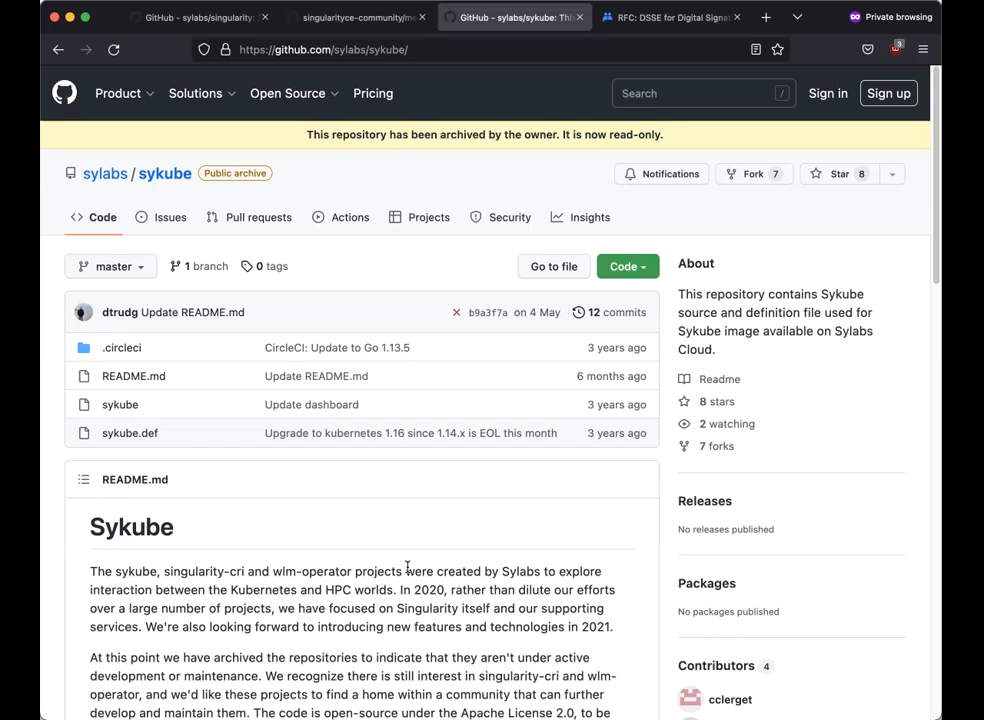 GitHub - sylabs/singularity: S
singularityce-community/me
GitHub - sylabs/sykube: This
RFC: DSSE for Digital Signat
Private browsing
https://github.com/sylabs/sykube/
3
Product
Solutions
Open Source
Pricing
Search
/
Sign in
Sign up
This repository has been archived by the owner. It is now read-only.
sylabs / sykube
Public archive
Notifications
Fork 7
Star 8
Code
Issues
Pull requests
Actions
Projects
Security
Insights
master
1 branch
0 tags
Go to file
Code
About
This repository contains Sykube
source and definition file used for
Sykube image available on Sylabs
Cloud.
Readme
8 stars
2 watching
7 forks
dtrudg Update README.md
b9a3f7a on 4 May
12 commits
.circleci CircleCI: Update to Go 1.13.5 3 years ago
README.md Update README.md 6 months ago
sykube Update dashboard 3 years ago
sykube.def Upgrade to kubernetes 1.16 since 1.14.x is EOL this month 3 years ago
README.md
Sykube
The sykube, singularity-cri and wlm-operator projects were created by Sylabs to explore
interaction between the Kubernetes and HPC worlds. In 2020, rather than dilute our efforts
over a large number of projects, we have focused on Singularity itself and our supporting
services. We're also looking forward to introducing new features and technologies in 2021.
At this point we have archived the repositories to indicate that they aren't under active
development or maintenance. We recognize there is still interest in singularity-cri and wlm-
operator, and we'd like these projects to find a home within a community that can further
develop and maintain them. The code is open-source under the Apache License 2.0, to be
Releases
No releases published
Packages
No packages published
Contributors 4
cclerget